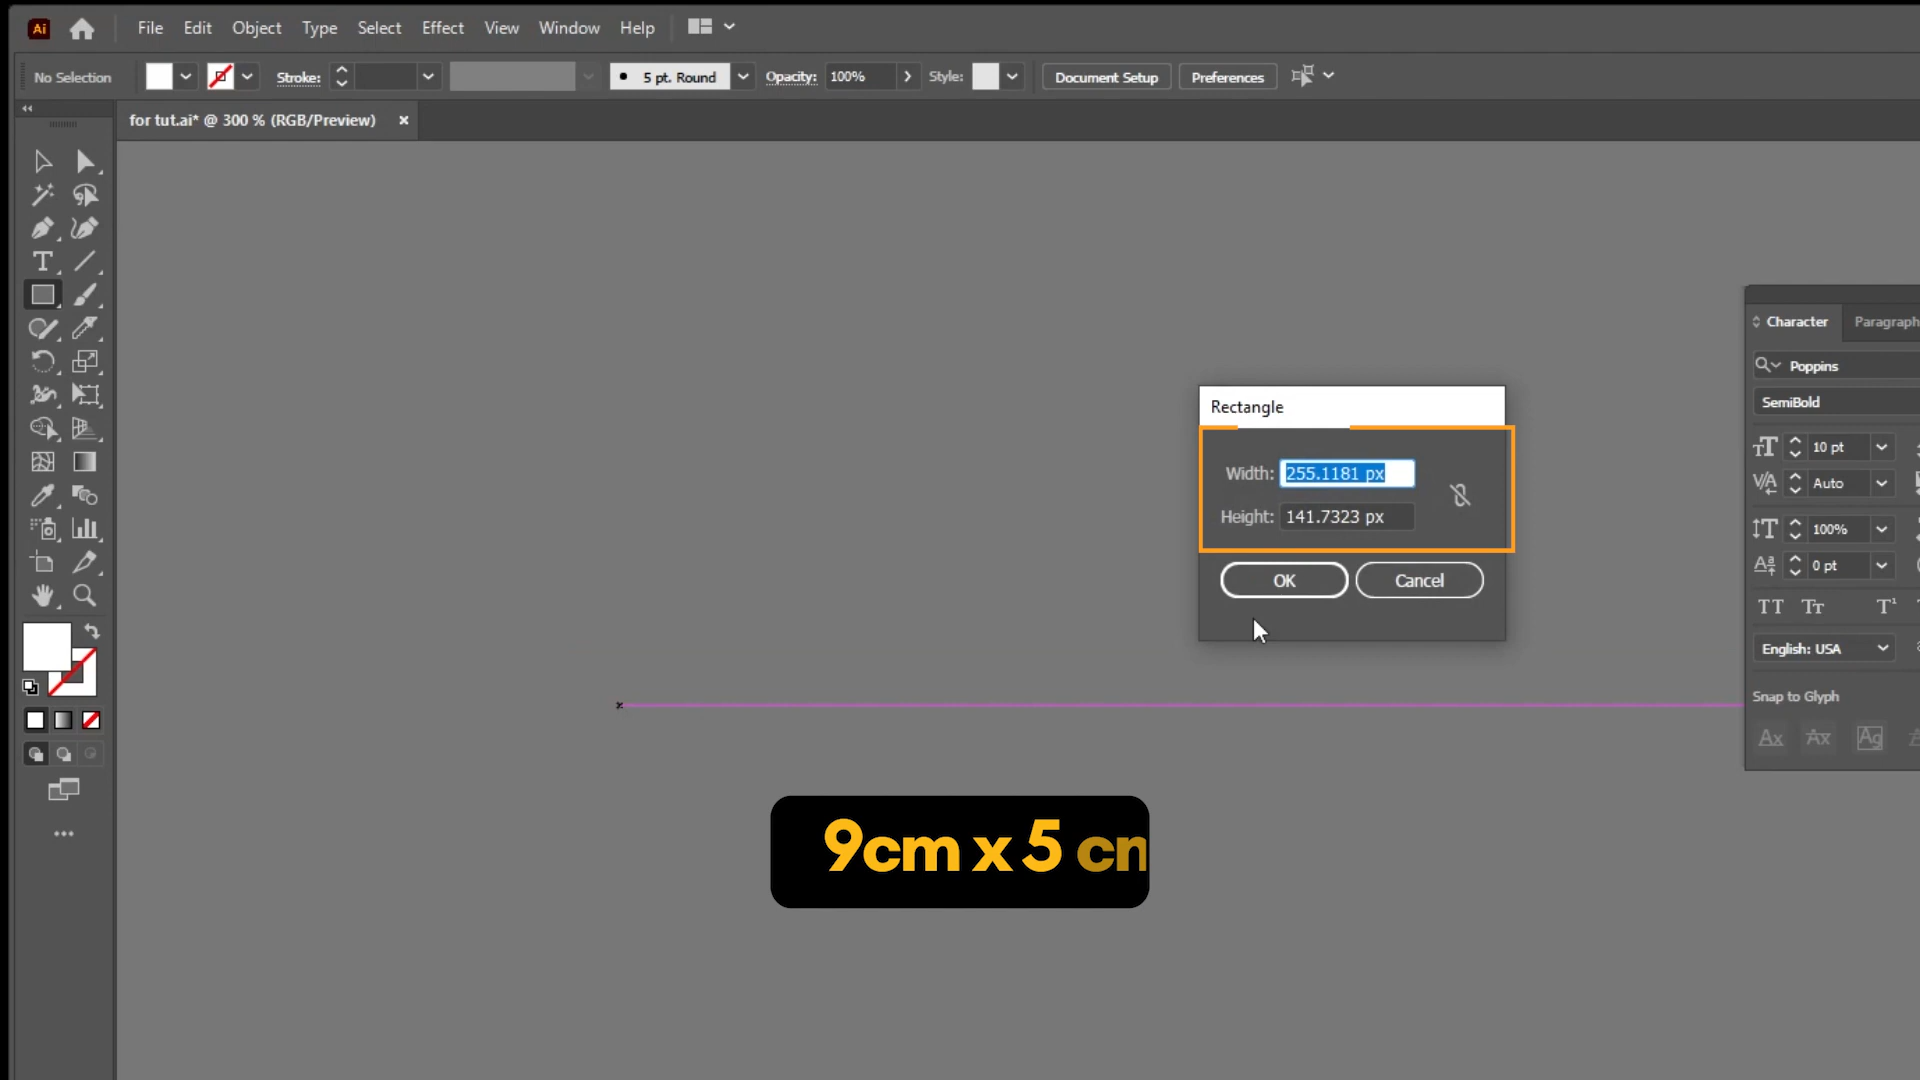 Ai File Edit Object Type Select Effect View Window Help
No Selection Stroke: 5 pt. Round Opacity: 100% Style: Document Setup Preferences
for tut.ai* @ 300 % (RGB/Preview) ×
Character Paragraph
Poppins
SemiBold
10 pt
Auto
100%
0 pt
TT Tr T¹
English: USA
Snap to Glyph
Rectangle
Width: 255.1181 px
Height: 141.7323 px
OK Cancel
9cm x 5 cm